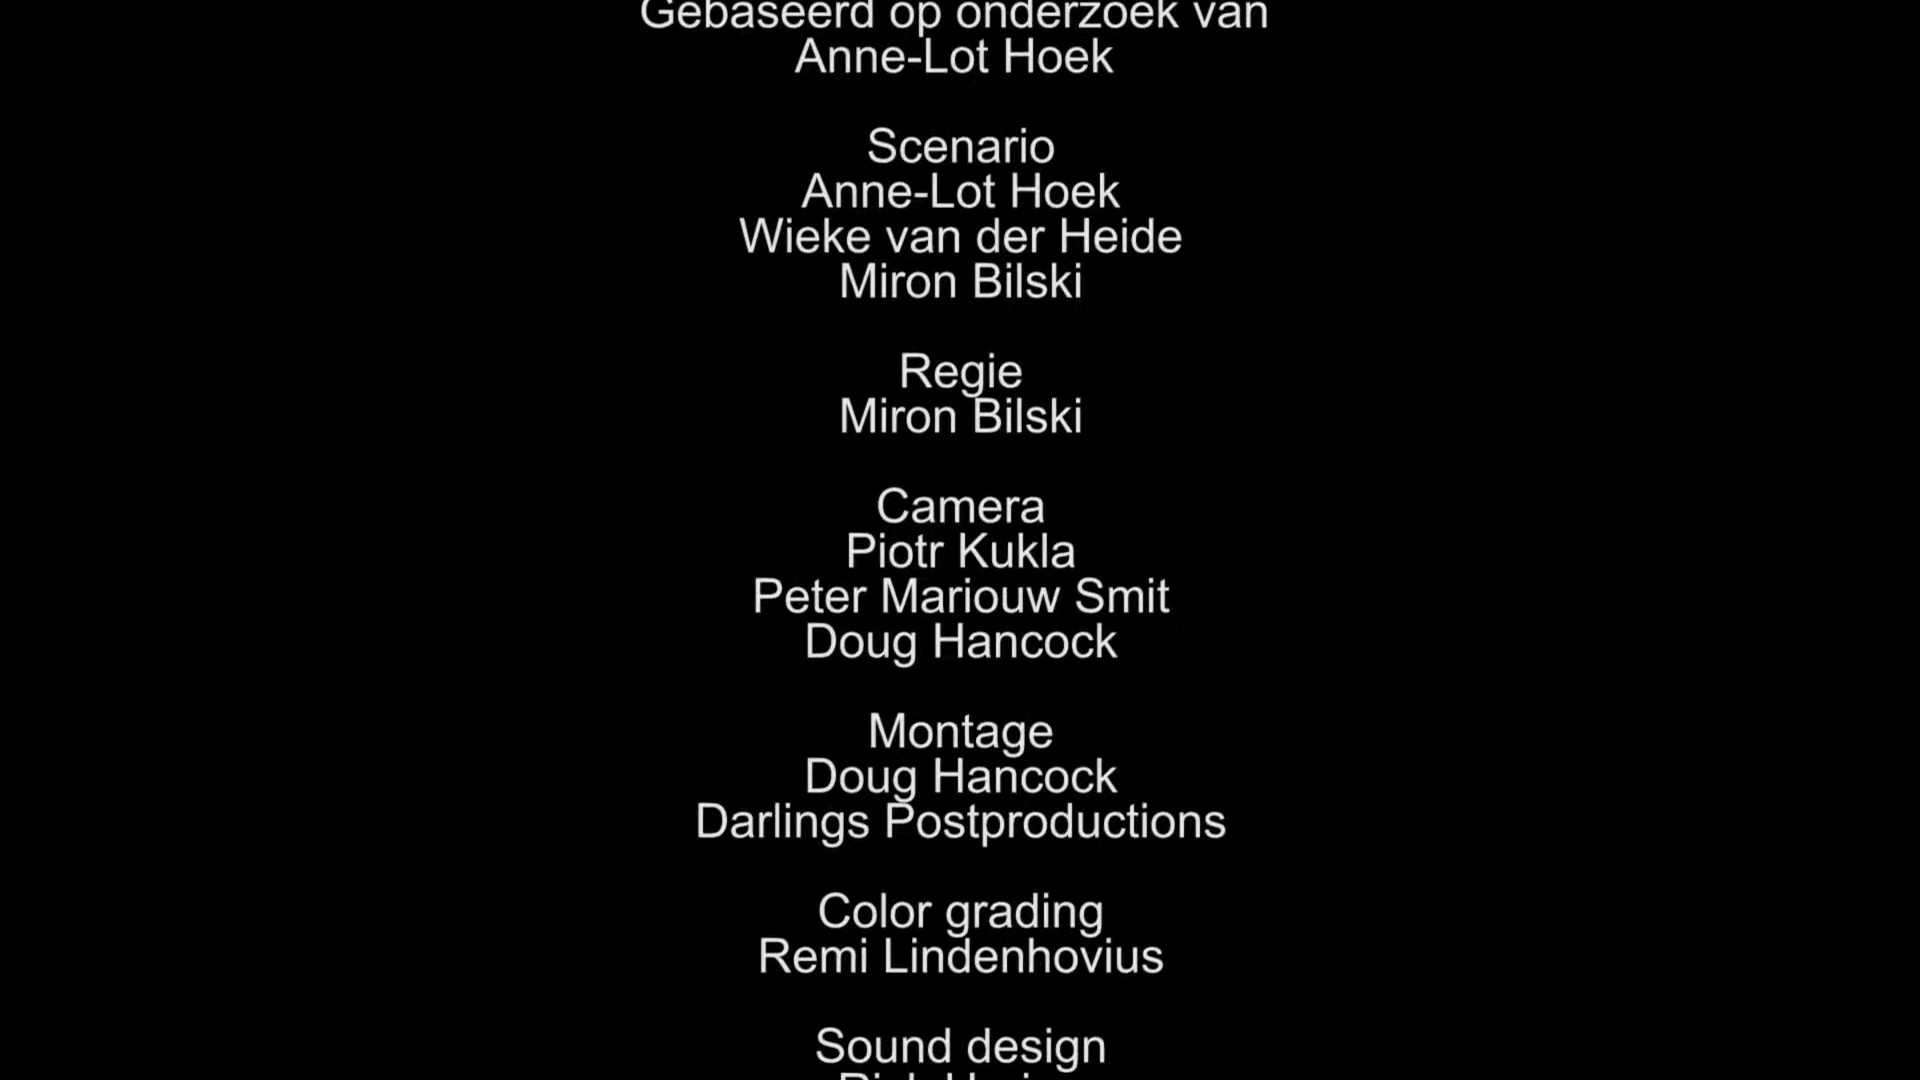 Gebaseerd op onderzoek van
Anne-Lot Hoek
Scenario
Anne-Lot Hoek
Wieke van der Heide
Miron Bilski
Regie
Miron Bilski
Camera
Piotr Kukla
Peter Mariouw Smit
Doug Hancock
Montage
Doug Hancock
Darlings Postproductions
Color grading
Remi Lindenhovius
Sound design